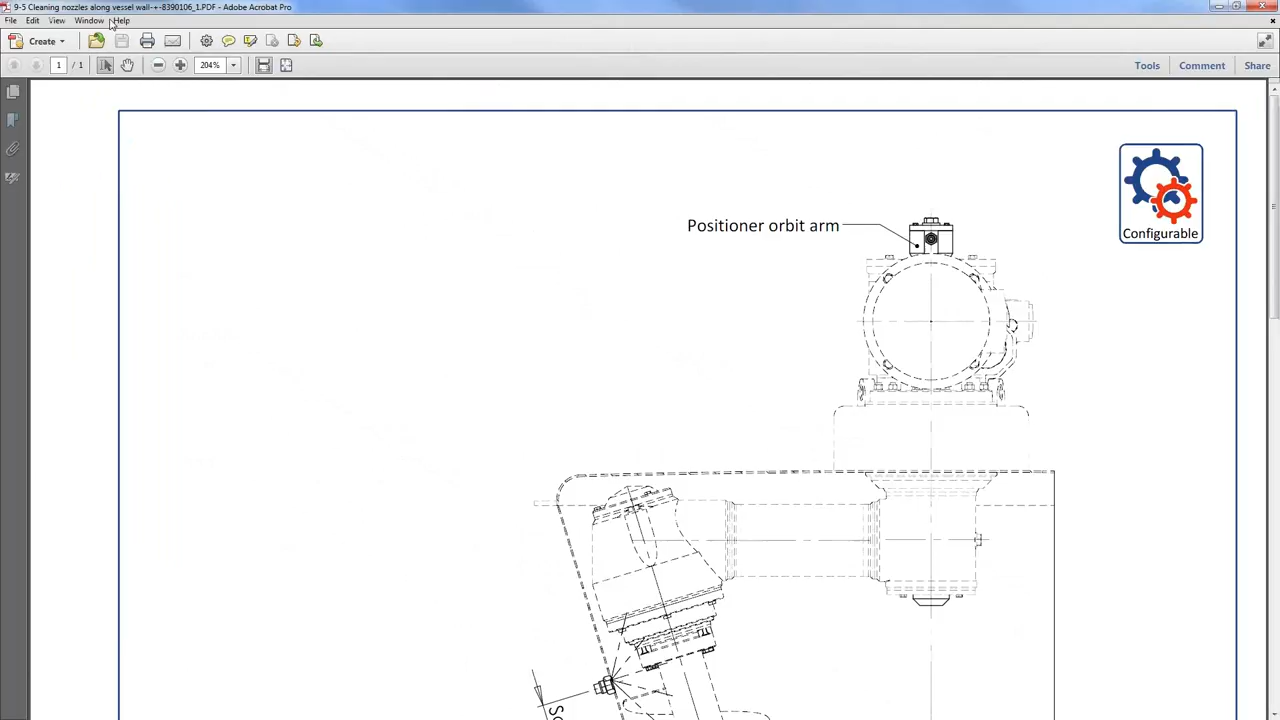 9-5 Cleaning nozzles along vessel wall-+-8390106_1.PDF - Adobe Acrobat Pro
File Edit View Window Help
Create
1 / 1 204% Tools Comment Share
Configurable
Positioner orbit arm